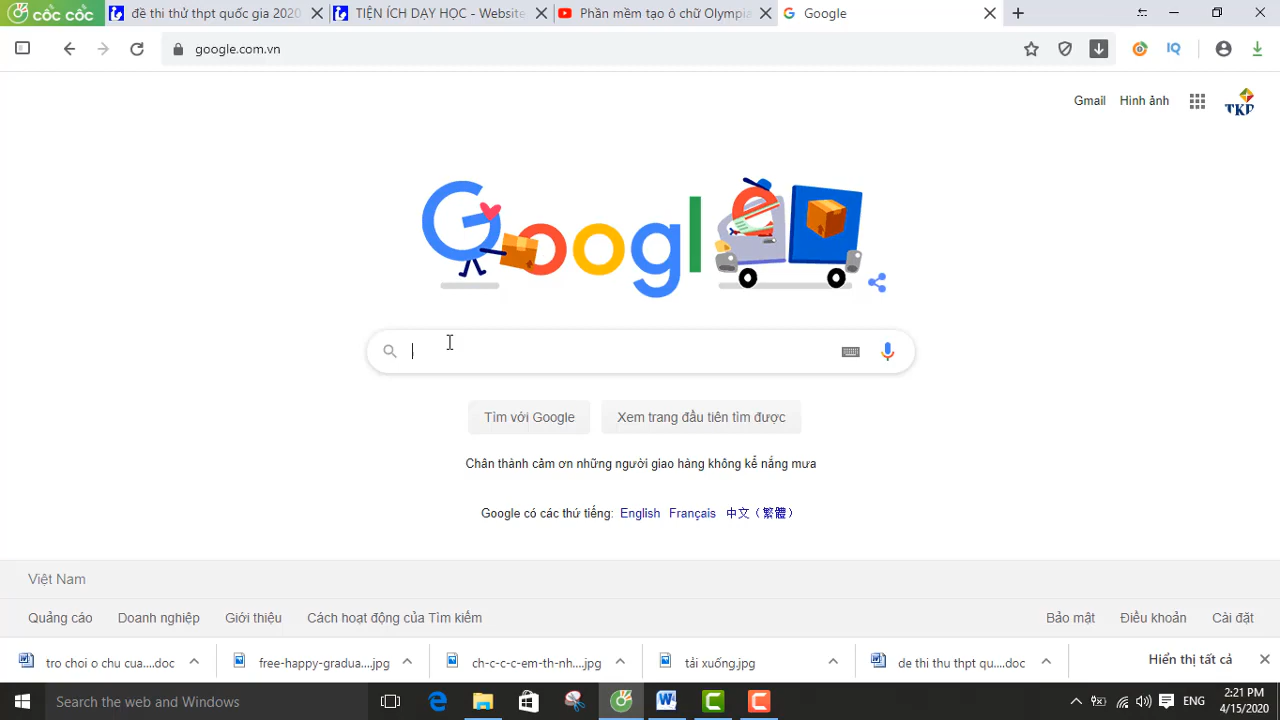 cốc cốc
đề thi thử thpt quốc gia 2020
TIỆN ÍCH DẠY HỌC - Website
Phần mềm tạo ô chữ Olympia
Google
google.com.vn
IQ
Gmail
Hình ảnh
TKP
Google
Tìm với Google
Xem trang đầu tiên tìm được
Chân thành cảm ơn những người giao hàng không kể nắng mưa
Google có các thứ tiếng: English Français 中文（繁體）
Việt Nam
Quảng cáo
Doanh nghiệp
Giới thiệu
Cách hoạt động của Tìm kiếm
Bảo mật
Điều khoản
Cài đặt
tro choi o chu cua....doc
free-happy-gradua....jpg
ch-c-c-c-em-th-nh....jpg
tải xuống.jpg
de thi thu thpt qu....doc
Hiển thị tất cả
Search the web and Windows
ENG
2:21 PM
4/15/2020